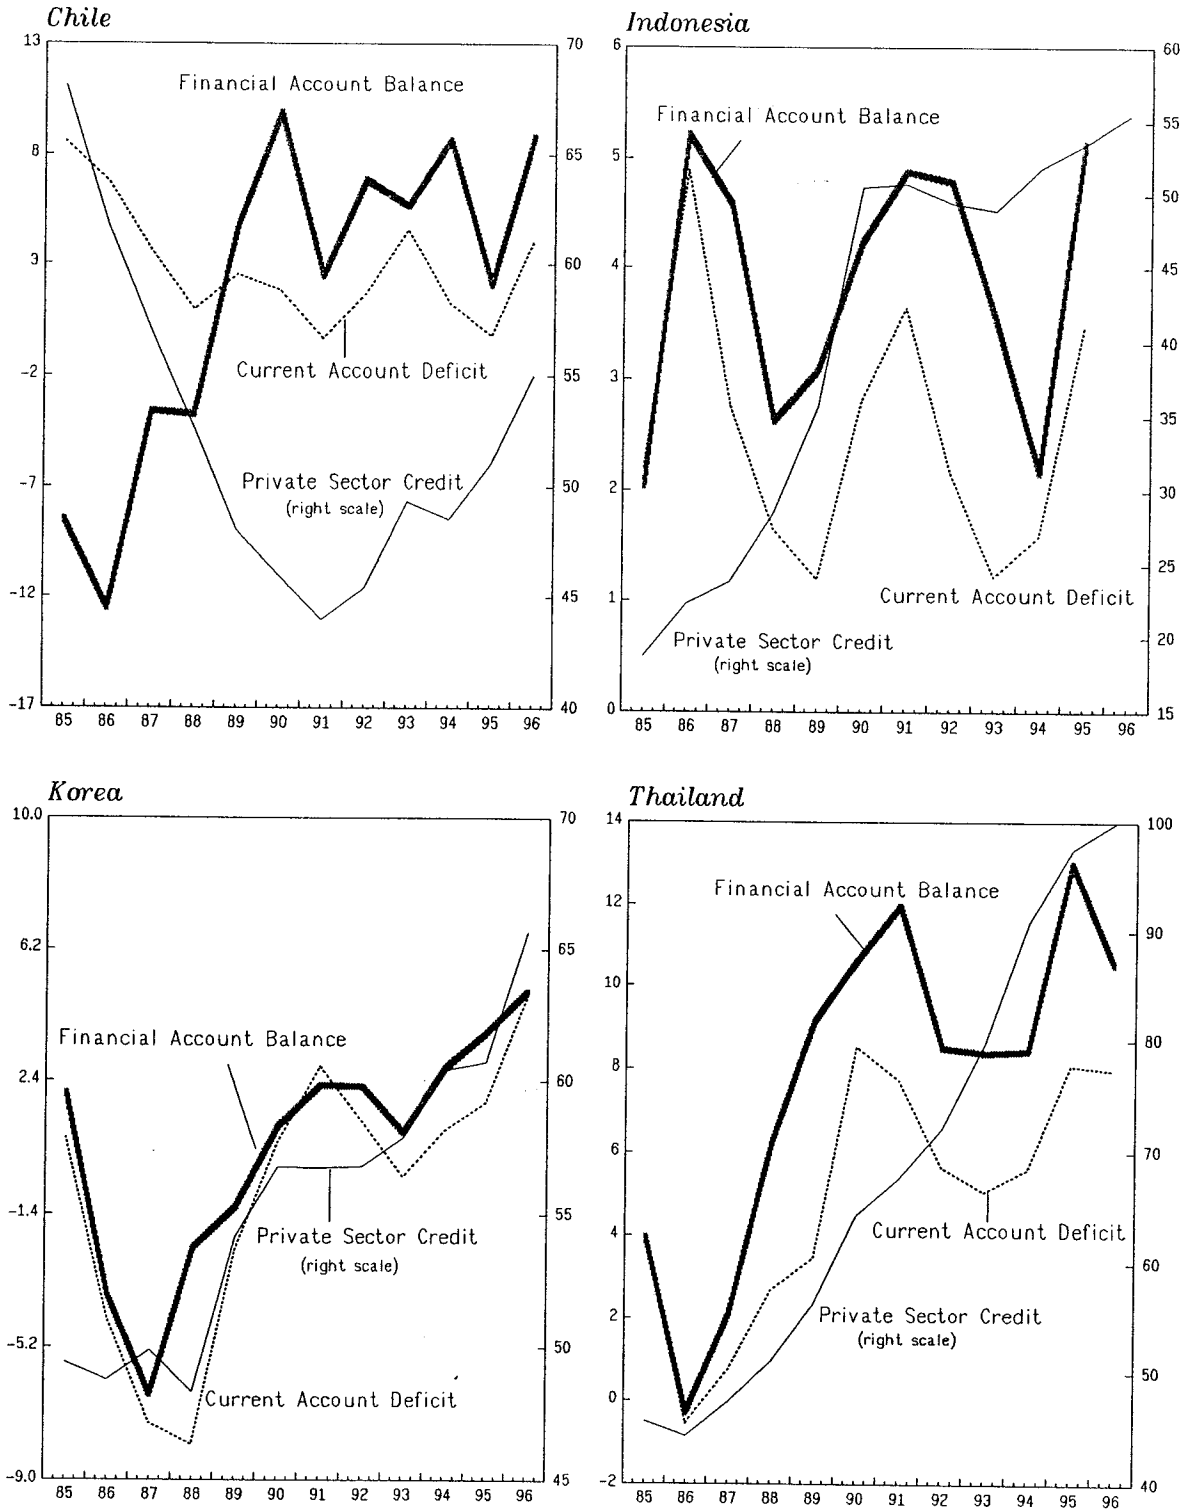 Chile
13
8
3
-2
-7
-12
-17
70
65
60
55
50
45
40
Financial Account Balance
Current Account Deficit
Private Sector Credit
(right scale)
85 86 87 88 89 90 91 92 93 94 95 96
Indonesia
6
5
4
3
2
1
0
60
55
50
45
40
35
30
25
20
15
Financial Account Balance
Current Account Deficit
Private Sector Credit
(right scale)
85 86 87 88 89 90 91 92 93 94 95 96
Korea
10.0
6.2
2.4
-1.4
-5.2
-9.0
70
65
60
55
50
45
Financial Account Balance
Private Sector Credit
(right scale)
Current Account Deficit
85 86 87 88 89 90 91 92 93 94 95 96
Thailand
14
12
10
8
6
4
2
0
-2
100
90
80
70
60
50
40
Financial Account Balance
Current Account Deficit
Private Sector Credit
(right scale)
85 86 87 88 89 90 91 92 93 94 95 96